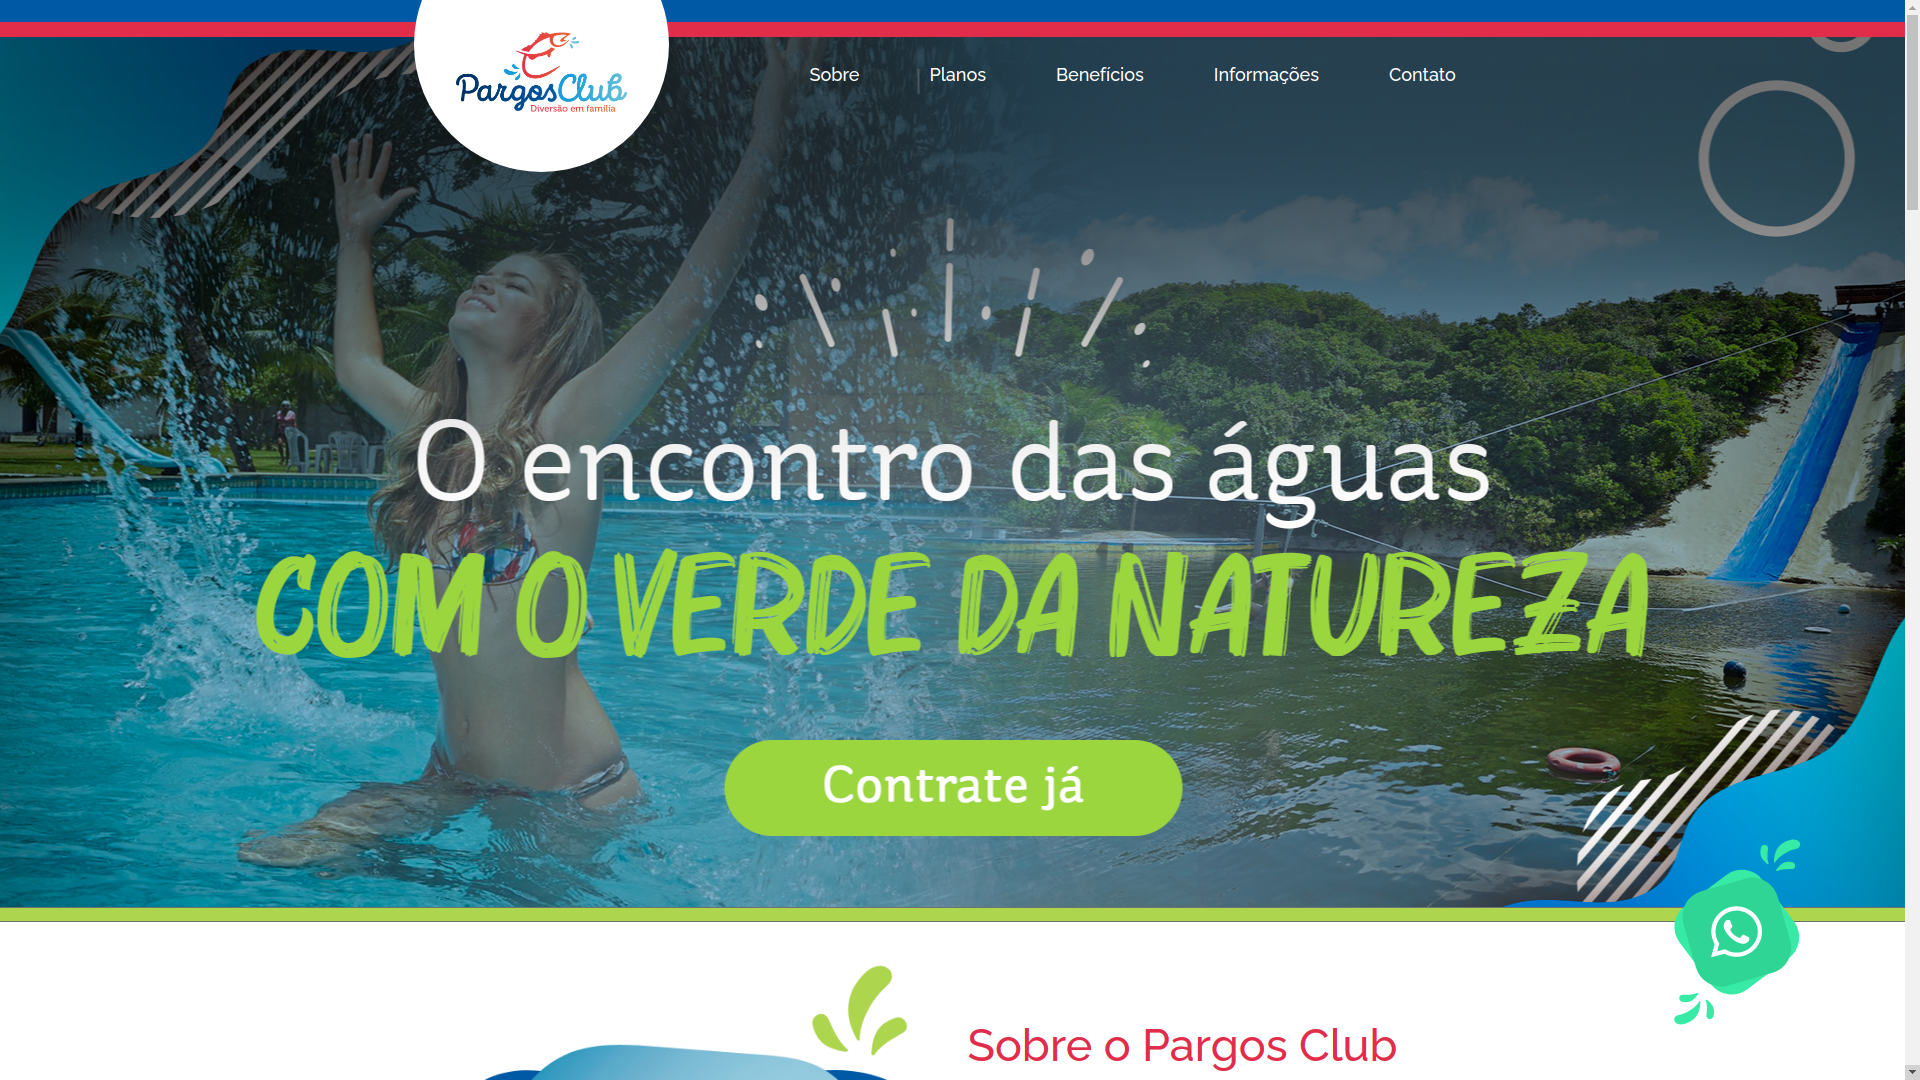 PargosClub
Diversão em família
Sobre
Planos
Benefícios
Informações
Contato
O encontro das águas
COM O VERDE DA NATUREZA
Contrate já
Sobre o Pargos Club